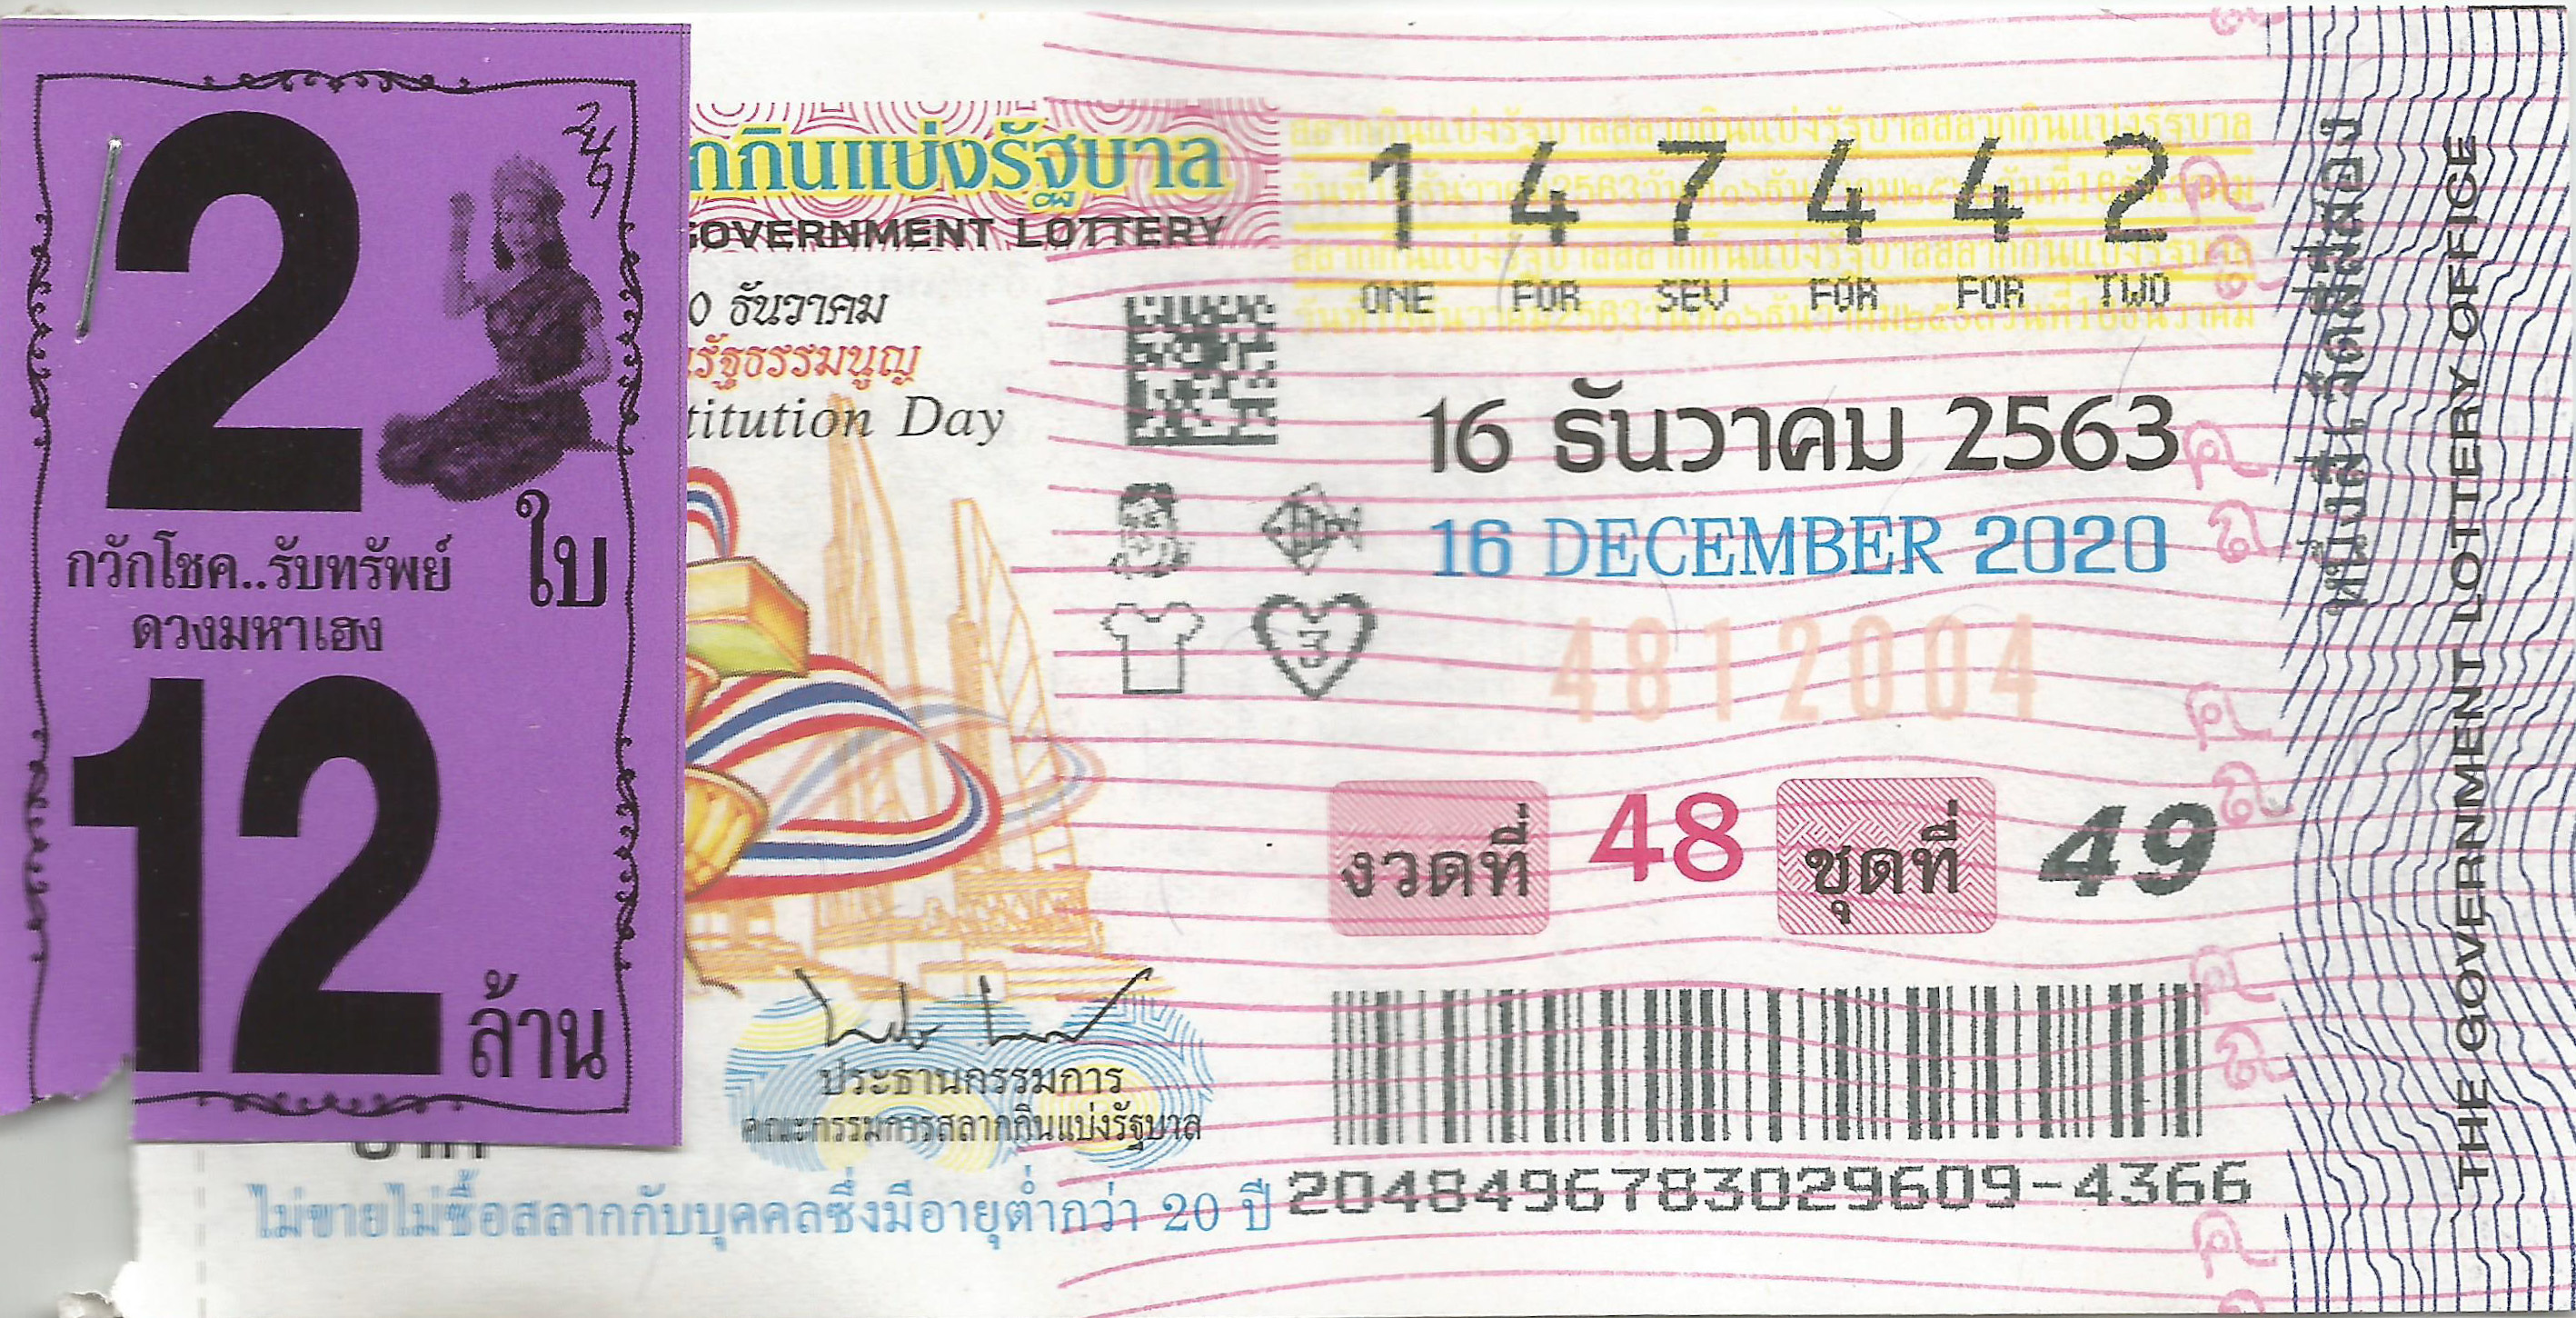 2
249
ใบ
กวักโชค..รับทรัพย์
ดวงมหาเฮง
12
ล้าน
กกินแบ่งรัฐบาล
OVERNMENT LOTTERY
0 ธันวาคม
รัฐธรรมนูญ
titution Day
ประธานกรรมการ
คณะกรรมการสลากกินแบ่งรัฐบาล
ไม่ขายไม่ซื้อสลากกับบุคคลซึ่งมีอายุต่ำกว่า 20 ปี
1 4 7 4 4 2
ONE FOR SEV FOR FOR TWO
16 ธันวาคม 2563
16 DECEMBER 2020
3
4812004
งวดที่ 48 ชุดที่ 49
2048496783029609-4366
THE GOVERNMENT LOTTERY OFFICE